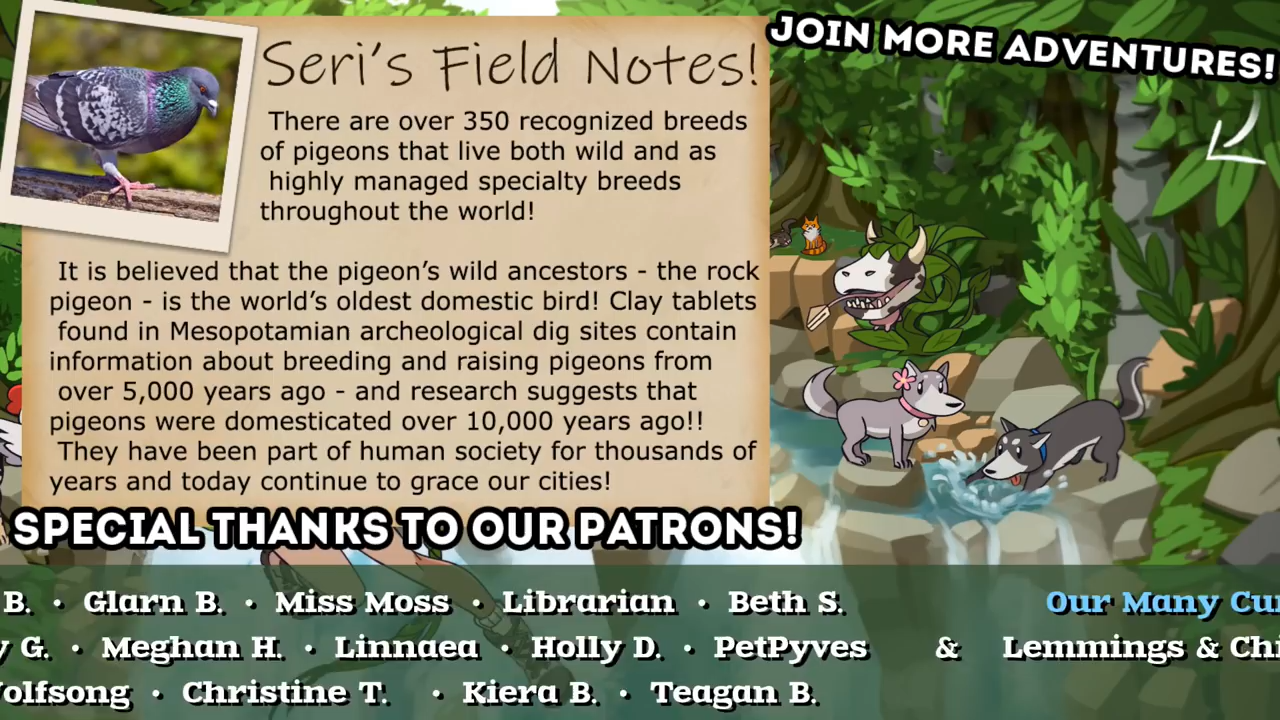 Seri's Field Notes!
There are over 350 recognized breeds
of pigeons that live both wild and as
highly managed specialty breeds
throughout the world!
It is believed that the pigeon's wild ancestors - the rock
pigeon - is the world's oldest domestic bird! Clay tablets
found in Mesopotamian archeological dig sites contain
information about breeding and raising pigeons from
over 5,000 years ago - and research suggests that
pigeons were domesticated over 10,000 years ago!!
They have been part of human society for thousands of
years and today continue to grace our cities!
JOIN MORE ADVENTURES!
SPECIAL THANKS TO OUR PATRONS!
B. • Glarn B. • Miss Moss • Librarian • Beth S. Our Many
G. • Meghan H. • Linnaea • Holly D. • PetPyves & Lemmings &
Christine T. • Kiera B. • Teagan B.